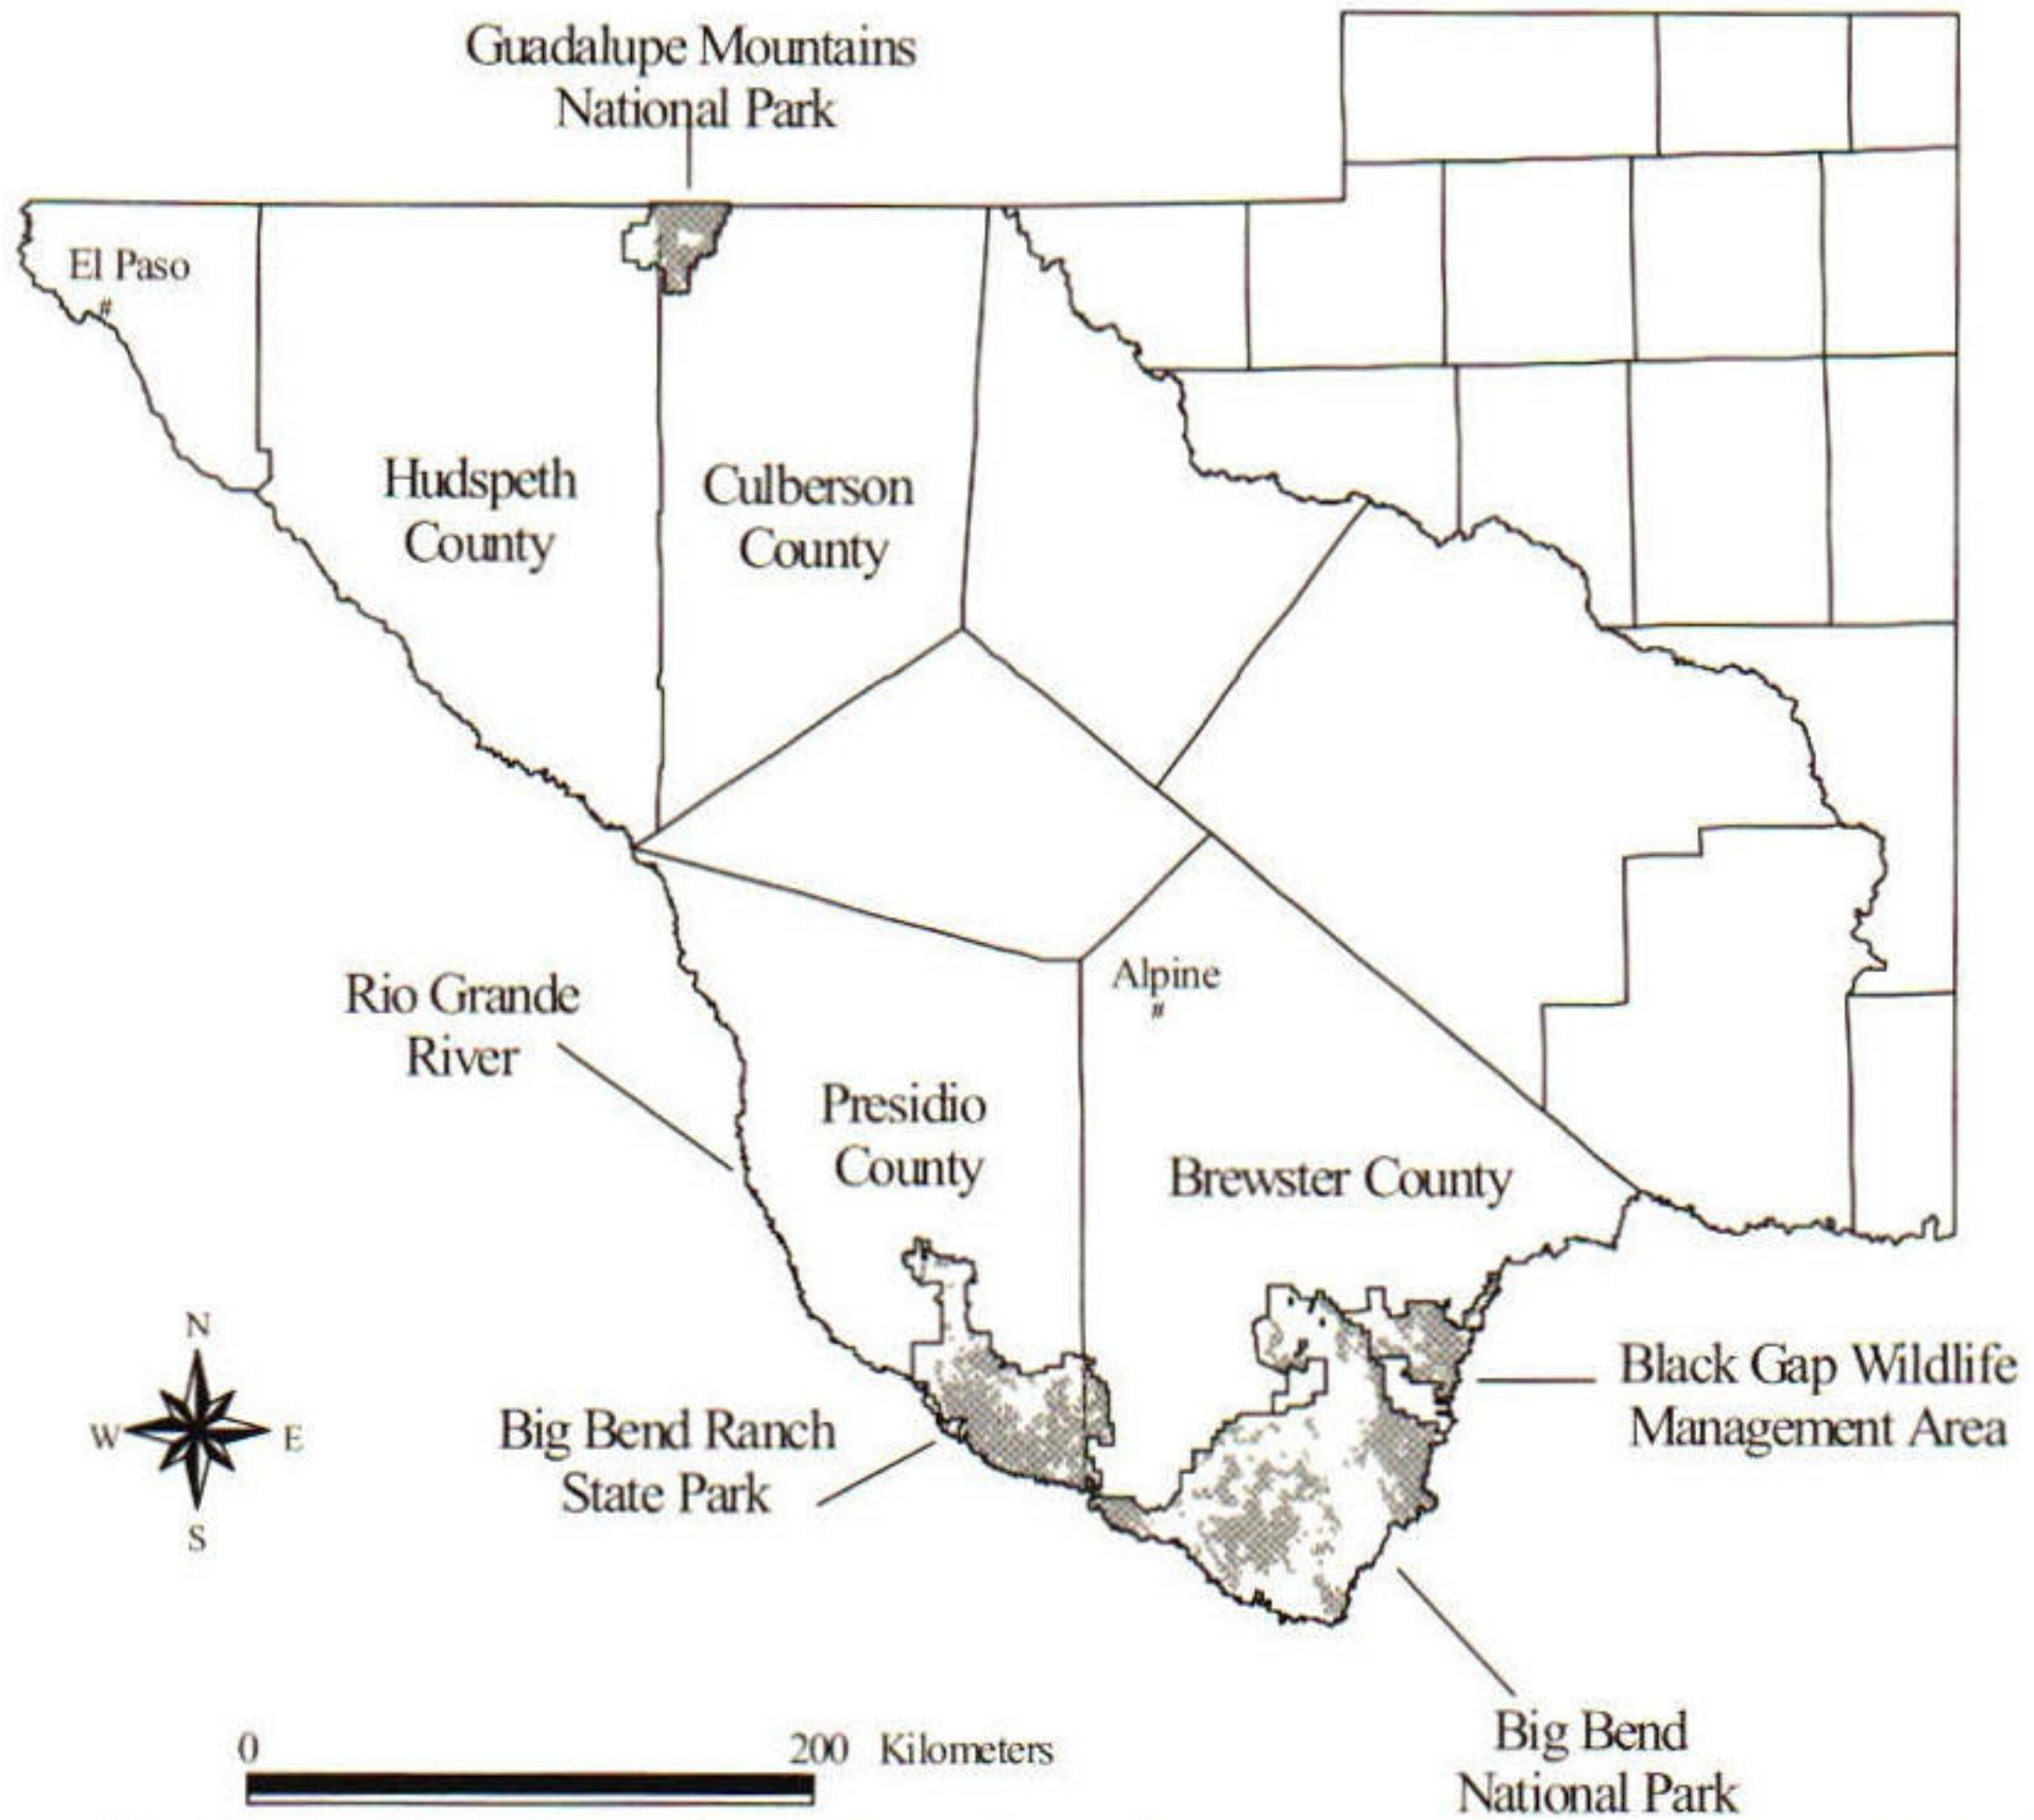 Guadalupe Mountains
National Park
El Paso
#
Hudspeth
County
Culberson
County
Alpine
#
Rio Grande
River
Presidio
County
Brewster County
N
W
E
S
Big Bend Ranch
State Park
Black Gap Wildlife
Management Area
Big Bend
National Park
0
200 Kilometers